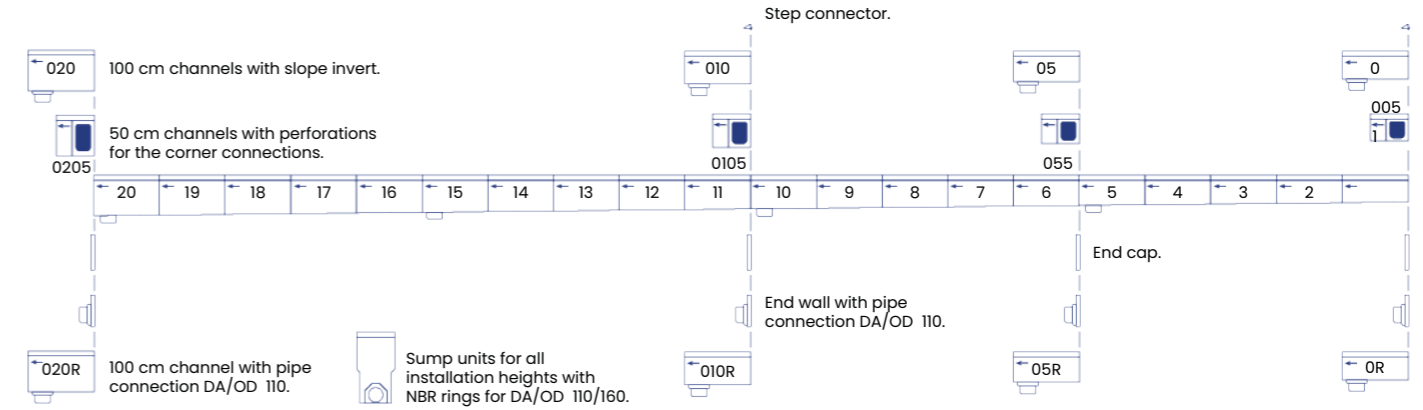 Step connector.
020
100 cm channels with slope invert.
010
05
0
005
1
50 cm channels with perforations
for the corner connections.
0205
0105
055
20 19 18 17 16 15 14 13 12 11 10 9 8 7 6 5 4 3 2
End cap.
End wall with pipe
connection DA/OD 110.
020R
100 cm channel with pipe
connection DA/OD 110.
Sump units for all
installation heights with
NBR rings for DA/OD 110/160.
010R
05R
0R